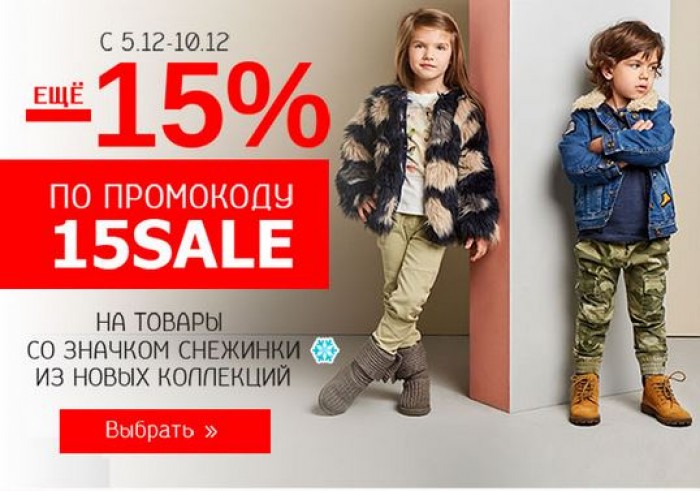 С 5.12-10.12
ЕЩЁ
–15%
ПО ПРОМОКОДУ
15SALE
НА ТОВАРЫ
СО ЗНАЧКОМ СНЕЖИНКИ
ИЗ НОВЫХ КОЛЛЕКЦИЙ
Выбрать »